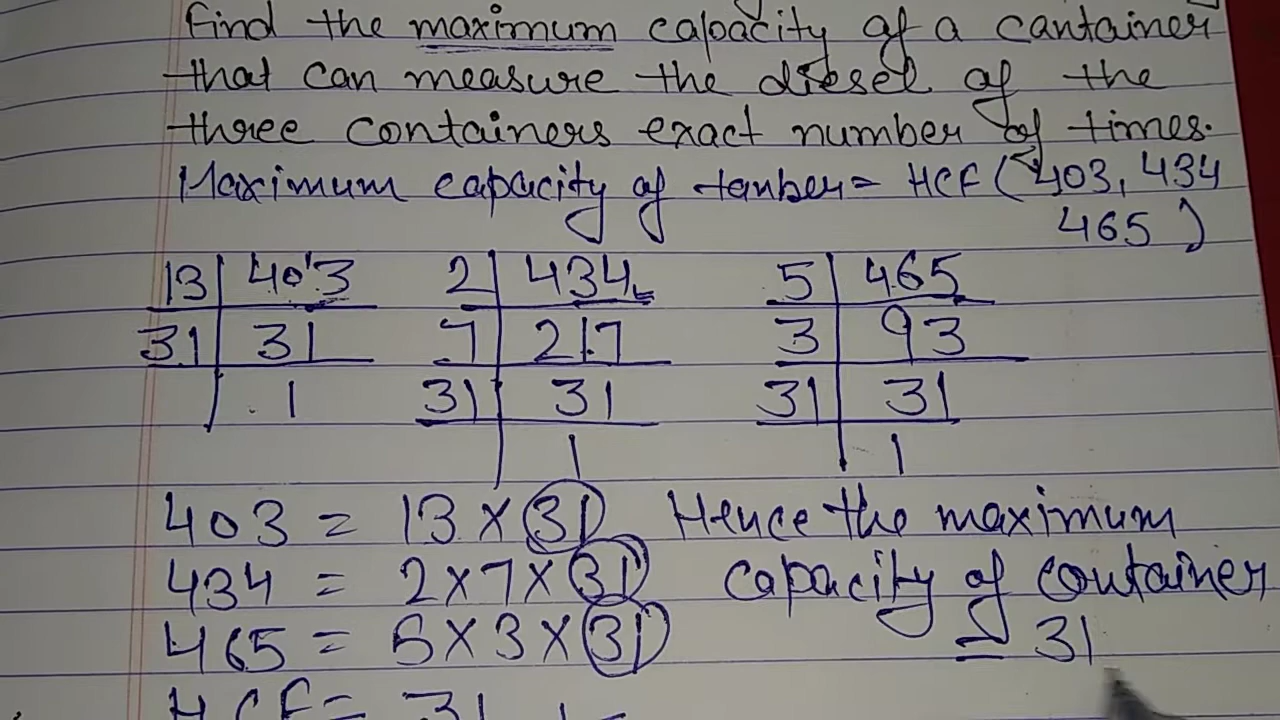 find the maximum capacity of a cantainer
that can measure the diesel of the
three containers exact number of times.
Maximum capacity of = HCF (403, 434
465)
13 | 403 2 | 434 5 | 465
31 | 31 7 | 217 3 | 93
1 31 | 31 31 | 31
1 1
403 = 13 × 31 Hence the maximum
434 = 2×7×31 capacity of container
465 = 5×3×31 = 31
HCF = 31